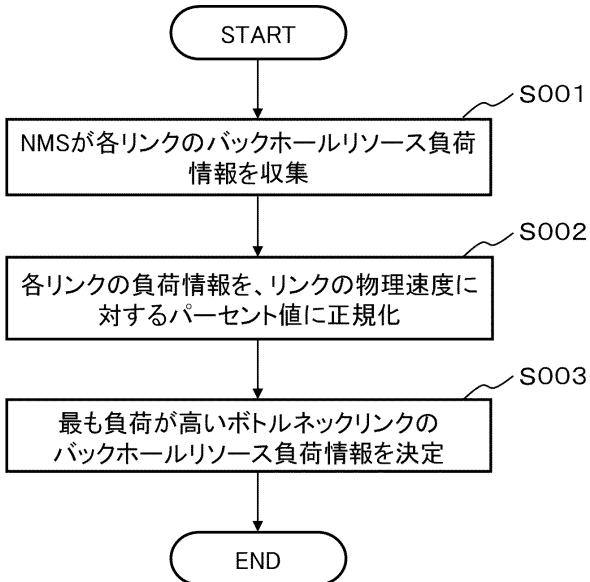 START
S001
NMSが各リンクのバックホールリソース負荷
情報を収集
S002
各リンクの負荷情報を、リンクの物理速度に
対するパーセント値に正規化
S003
最も負荷が高いボトルネックリンクの
バックホールリソース負荷情報を決定
END